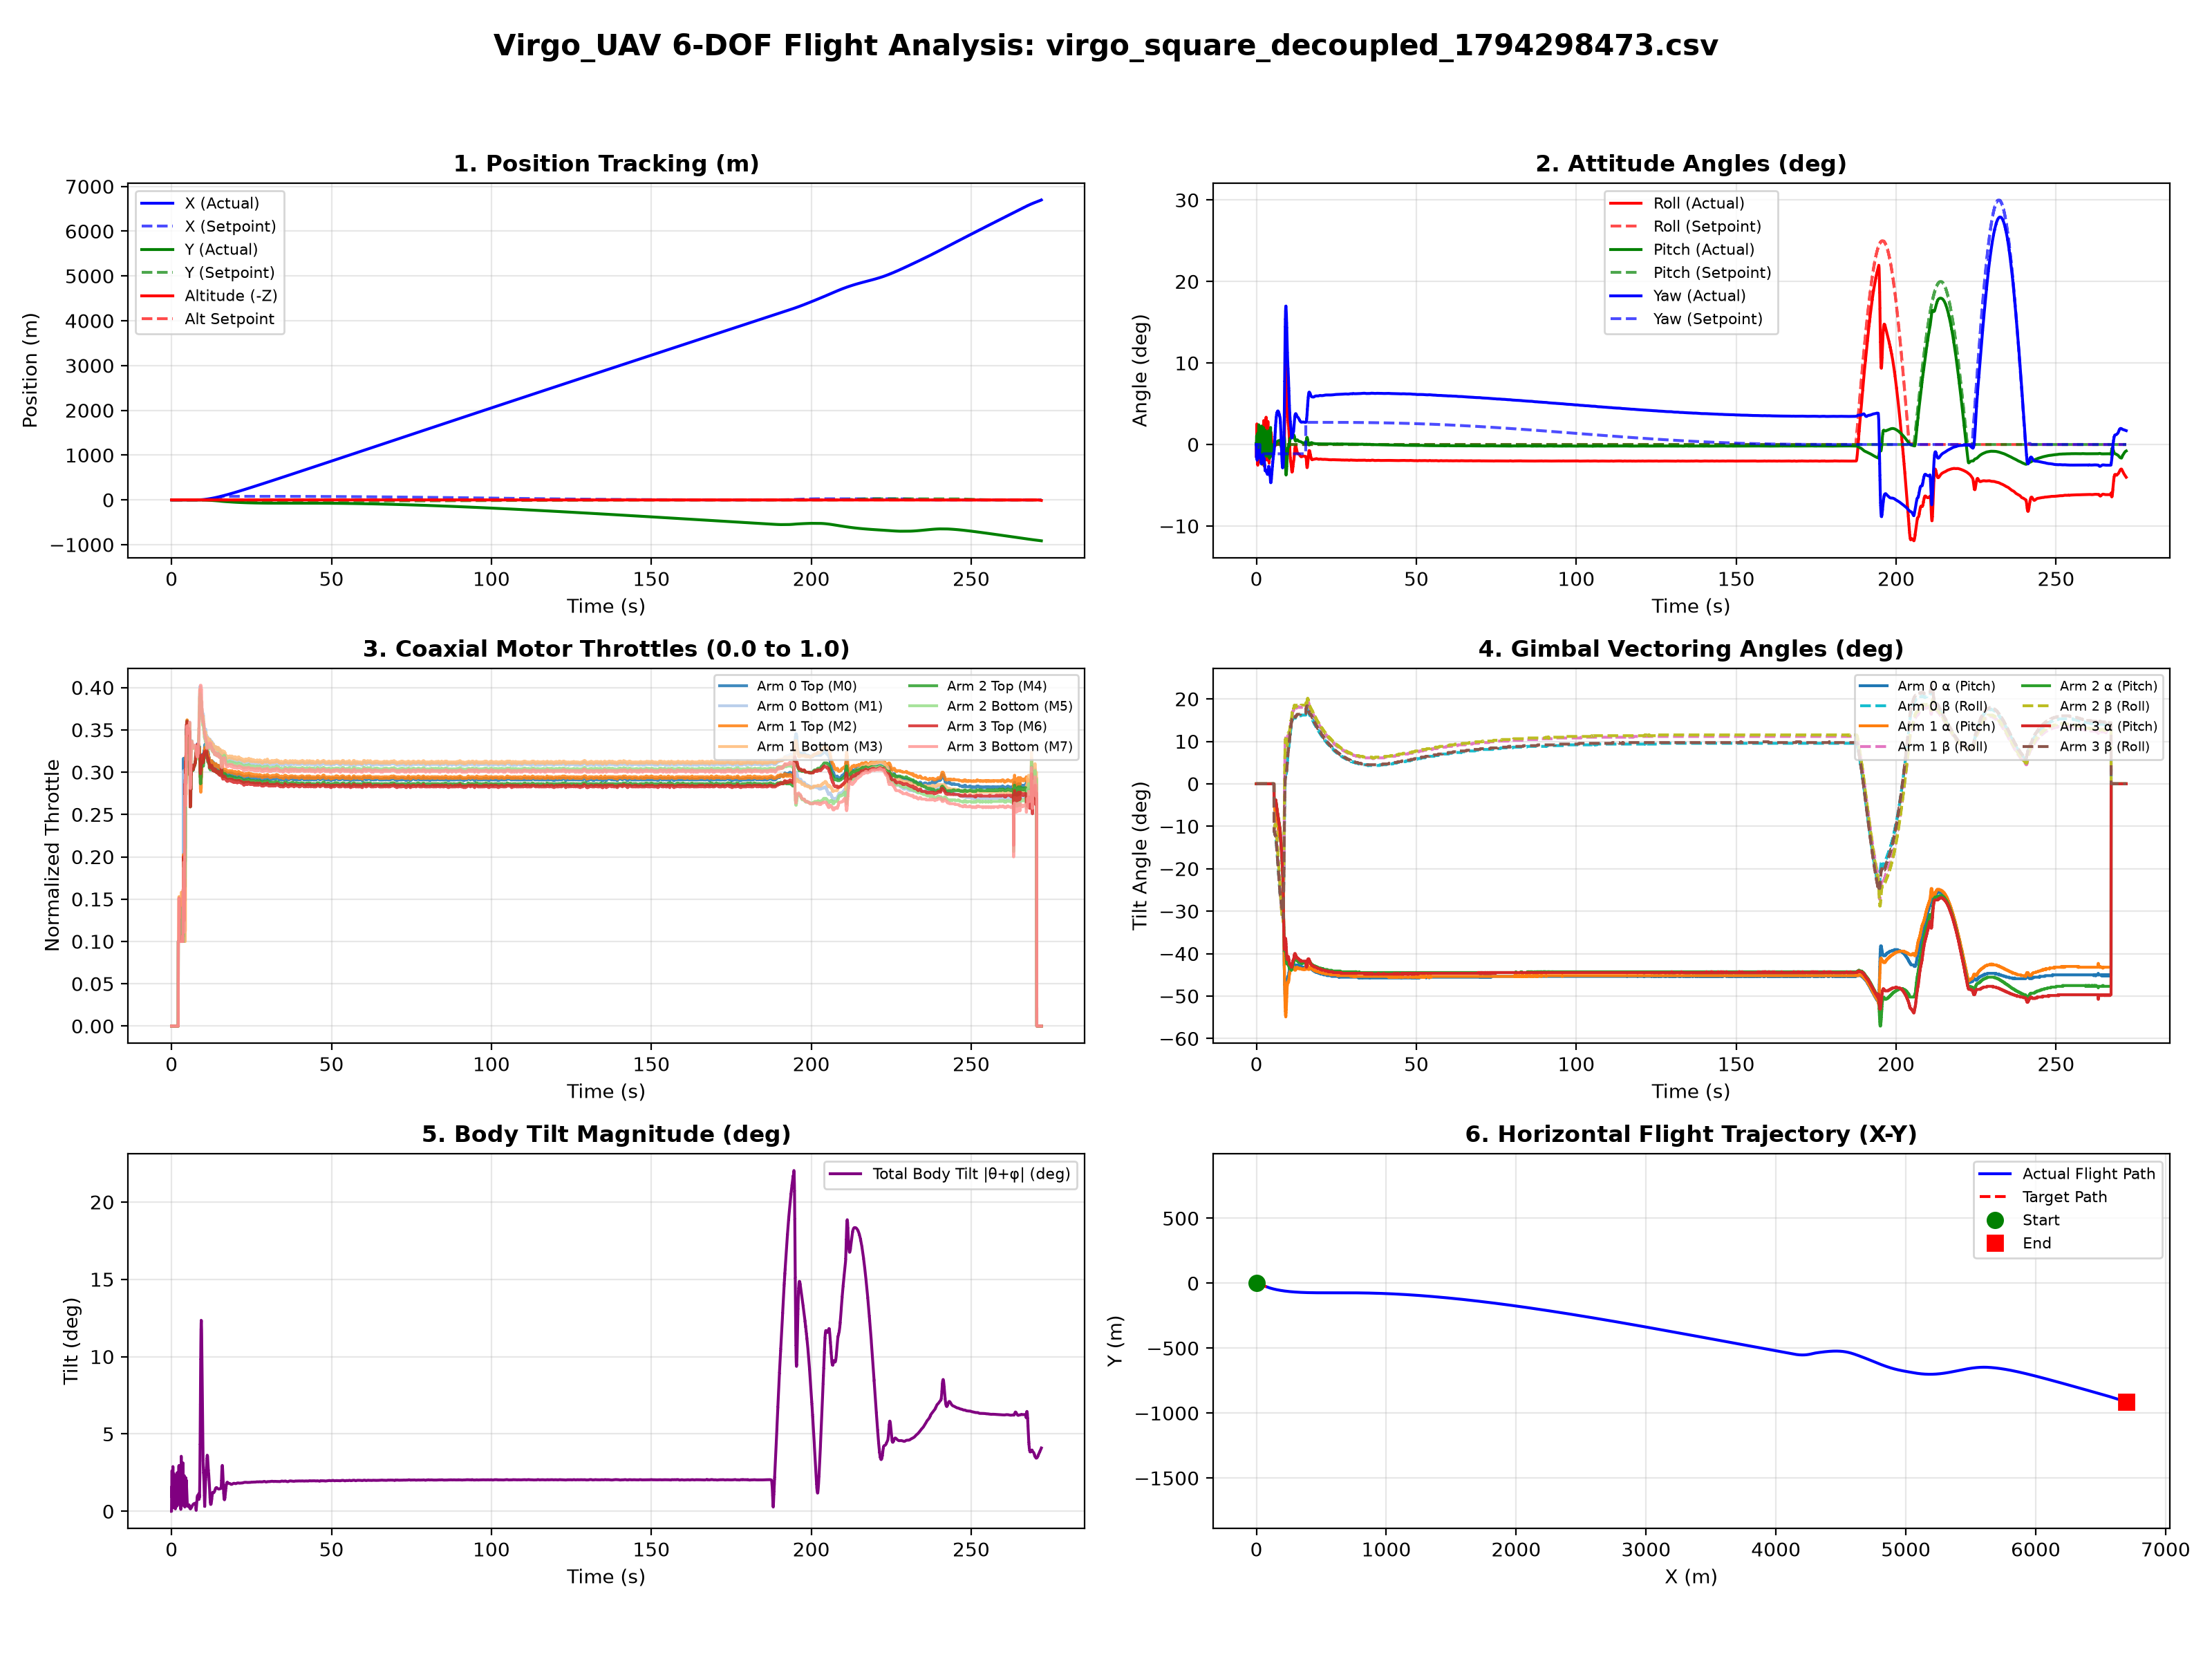 Virgo_UAV 6-DOF Flight Analysis: virgo_square_decoupled_1794298473.csv
1. Position Tracking (m)
7000
6000
5000
4000
3000
2000
1000
0
−1000
Position (m)
X (Actual)
X (Setpoint)
Y (Actual)
Y (Setpoint)
Altitude (-Z)
Alt Setpoint
0 50 100 150 200 250
Time (s)
2. Attitude Angles (deg)
30
20
10
0
−10
Angle (deg)
Roll (Actual)
Roll (Setpoint)
Pitch (Actual)
Pitch (Setpoint)
Yaw (Actual)
Yaw (Setpoint)
0 50 100 150 200 250
Time (s)
3. Coaxial Motor Throttles (0.0 to 1.0)
0.40
0.35
0.30
0.25
0.20
0.15
0.10
0.05
0.00
Normalized Throttle
Arm 0 Top (M0) Arm 2 Top (M4)
Arm 0 Bottom (M1) Arm 2 Bottom (M5)
Arm 1 Top (M2) Arm 3 Top (M6)
Arm 1 Bottom (M3) Arm 3 Bottom (M7)
0 50 100 150 200 250
Time (s)
4. Gimbal Vectoring Angles (deg)
20
10
0
−10
−20
−30
−40
−50
−60
Tilt Angle (deg)
Arm 0 α (Pitch) Arm 2 α (Pitch)
Arm 0 β (Roll) Arm 2 β (Roll)
Arm 1 α (Pitch) Arm 3 α (Pitch)
Arm 1 β (Roll) Arm 3 β (Roll)
0 50 100 150 200 250
Time (s)
5. Body Tilt Magnitude (deg)
20
15
10
5
0
Tilt (deg)
Total Body Tilt |θ+φ| (deg)
0 50 100 150 200 250
Time (s)
6. Horizontal Flight Trajectory (X-Y)
500
0
−500
−1000
−1500
Y (m)
Actual Flight Path
Target Path
Start
End
0 1000 2000 3000 4000 5000 6000 7000
X (m)